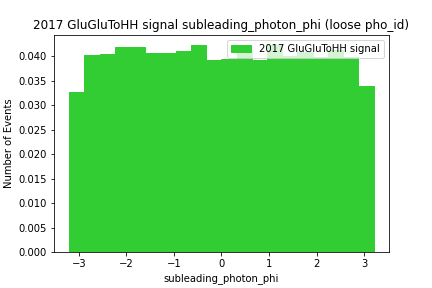 2017 GluGluToHH signal subleading_photon_phi (loose pho_id)
2017 GluGluToHH signal
Number of Events
0.040
0.035
0.030
0.025
0.020
0.015
0.010
0.005
0.000
−3 −2 −1 0 1 2 3
subleading_photon_phi